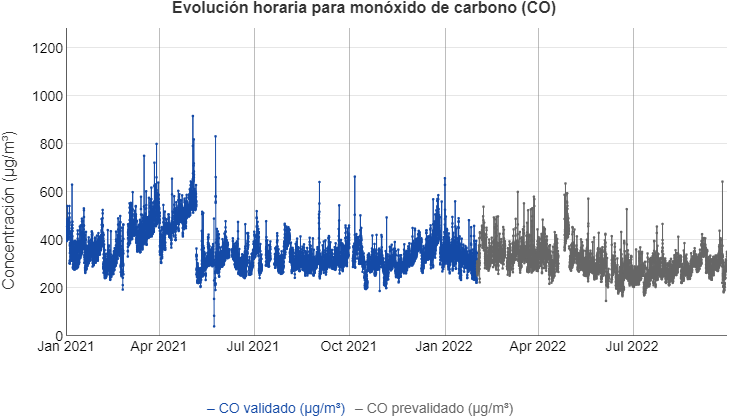 Evolución horaria para monóxido de carbono (CO)
Concentración (µg/m³)
1200
1000
800
600
400
200
0
Jan 2021 Apr 2021 Jul 2021 Oct 2021 Jan 2022 Apr 2022 Jul 2022
– CO validado (µg/m³) – CO prevalidado (µg/m³)